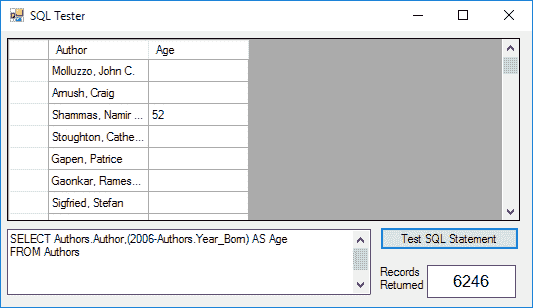 SQL Tester
Author Age
Molluzzo, John C.
Arnush, Craig
Shammas, Namir ... 52
Stoughton, Cathe...
Gapen, Patrice
Gaonkar, Rames...
Sigfried, Stefan
SELECT Authors.Author,(2006-Authors.Year_Born) AS Age
FROM Authors
Test SQL Statement
Records
Returned
6246